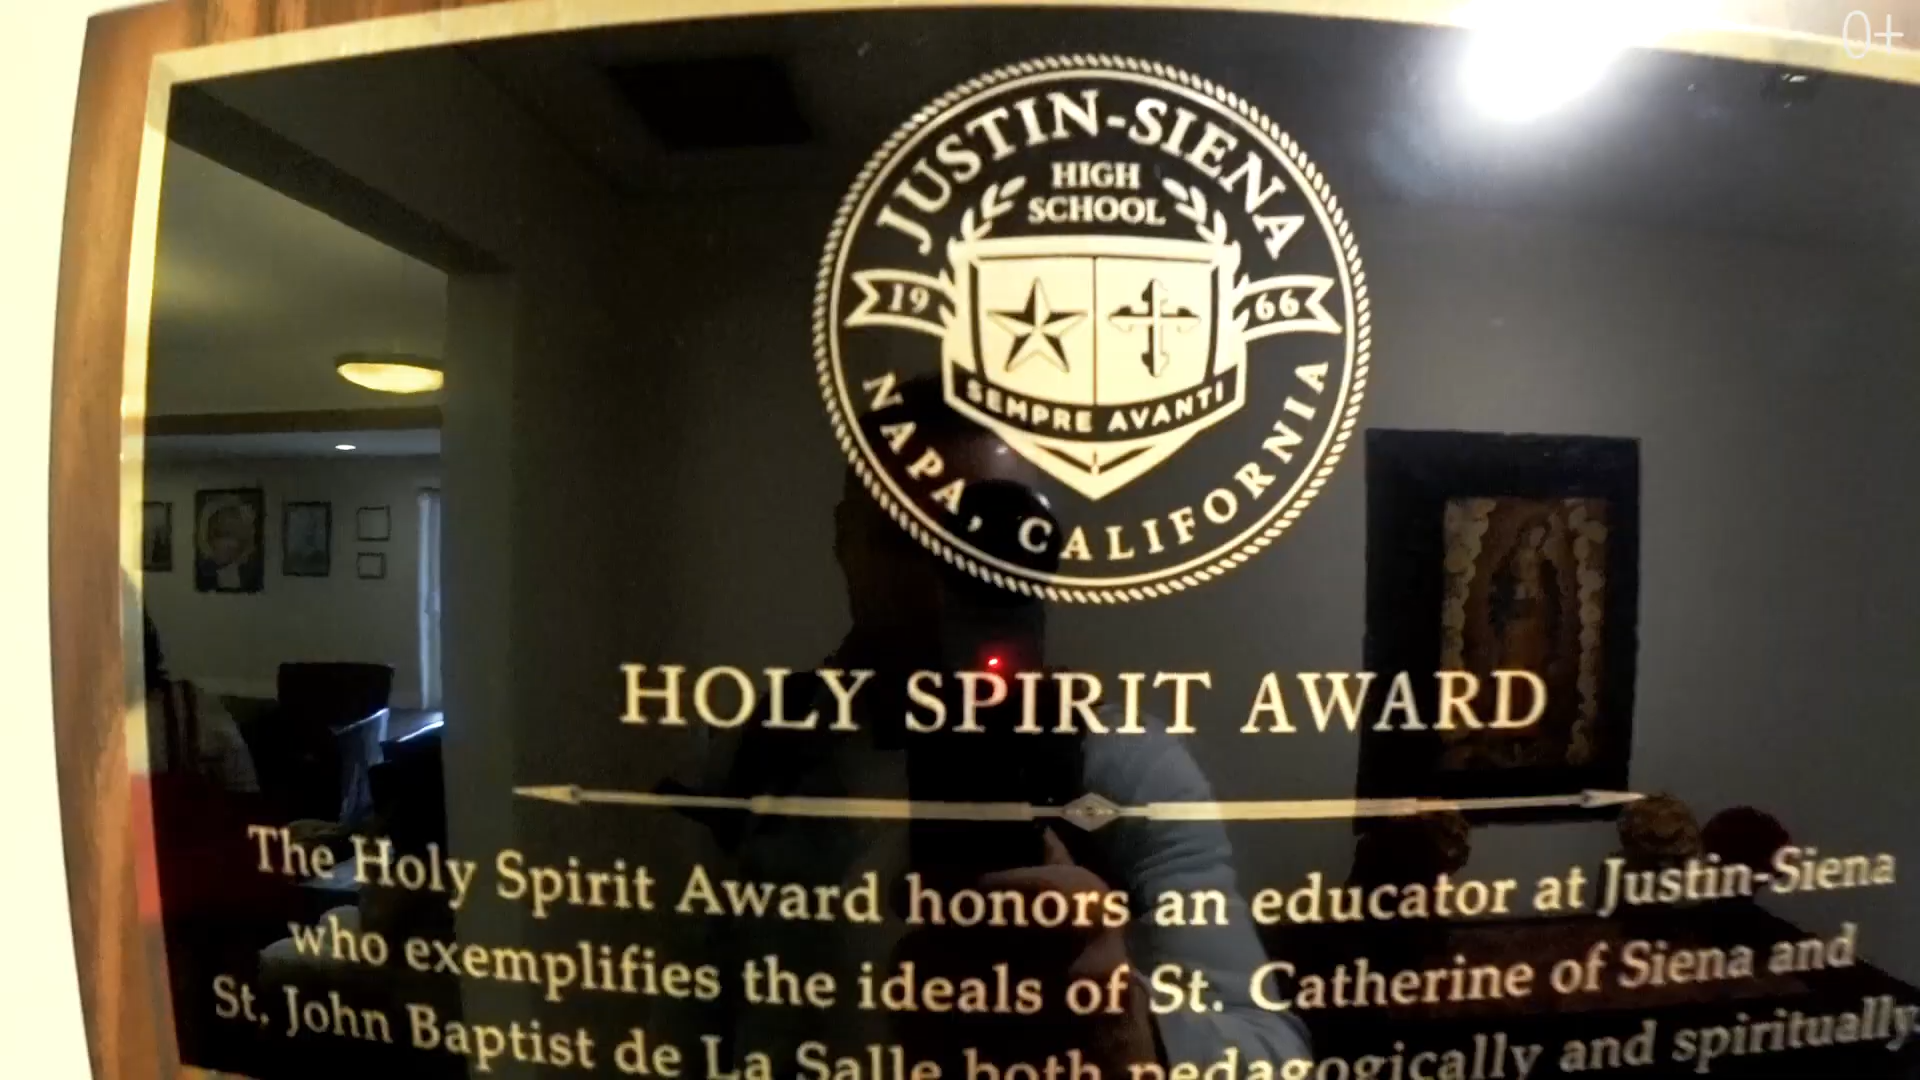 0+
JUSTIN-SIENA
HIGH
SCHOOL
19 66
SEMPRE AVANTI
NAPA, CALIFORNIA
HOLY SPIRIT AWARD
The Holy Spirit Award honors an educator at Justin-Siena
who exemplifies the ideals of St. Catherine of Siena and
St. John Baptist de La Salle both pedagogically and spiritually.